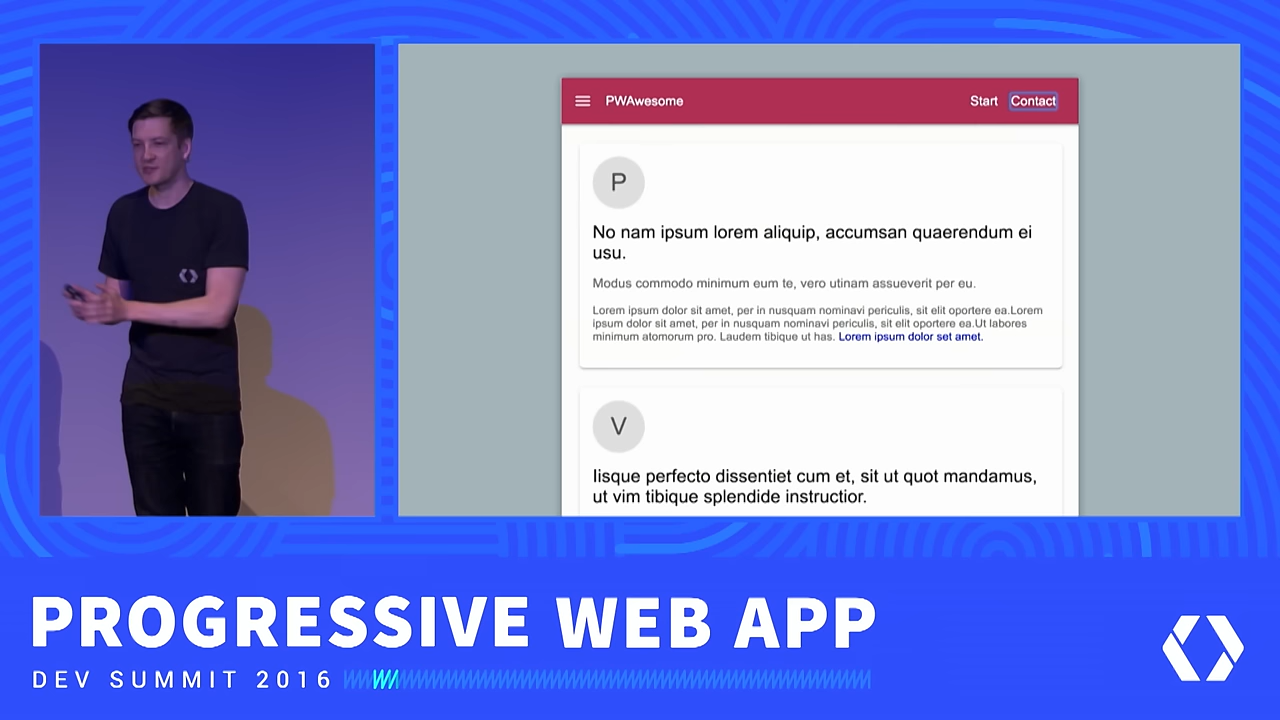 PWAwesome
Start
Contact
P
No nam ipsum lorem aliquip, accumsan quaerendum ei
usu.
Modus commodo minimum eum te, vero utinam assueverit per eu.
Lorem ipsum dolor sit amet, per in nusquam nominavi periculis, sit elit oportere ea.Lorem
ipsum dolor sit amet, per in nusquam nominavi periculis, sit elit oportere ea.Ut labores
minimum atomorum pro. Laudem tibique ut has. Lorem ipsum dolor set amet.
V
Iisque perfecto dissentiet cum et, sit ut quot mandamus,
ut vim tibique splendide instructior.
PROGRESSIVE WEB APP
DEV SUMMIT 2016